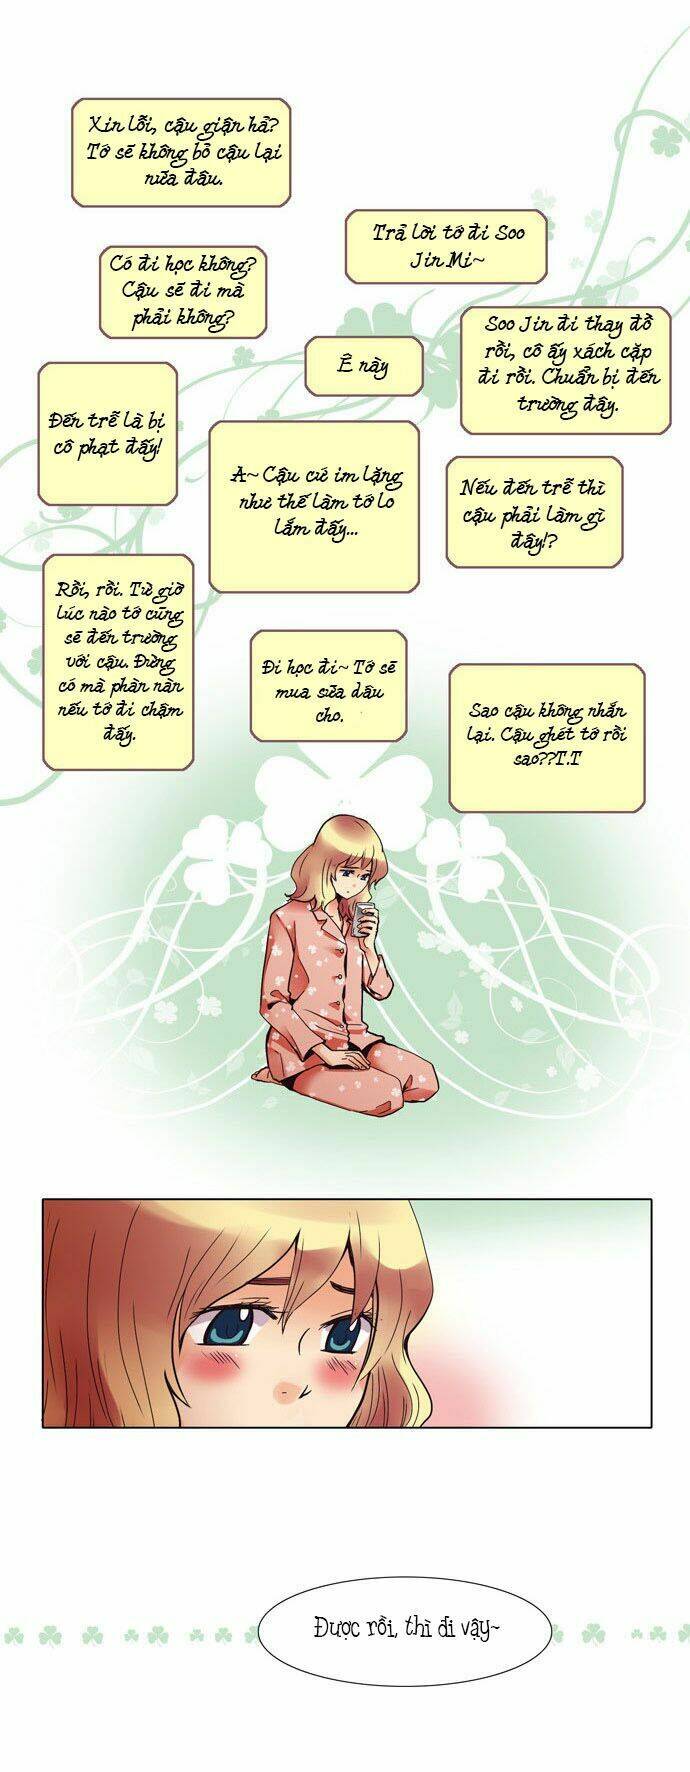 Xin lỗi, cậu giận hả?
Tớ sẽ không bỏ cậu lại
nữa đâu.
Trả lời tớ đi Soo
Jin Mi~
Có đi học không?
Cậu sẽ đi mà
phải không?
Soo Jin đi thay đồ
rồi, cô ấy xách cặp
đi rồi. Chuẩn bị đến
trường đây.
Ê này
Đến trễ là bị
cô phạt đấy!
A~ Cậu cứ im lặng
như thế làm tớ lo
lắm đấy...
Nếu đến trễ thì
cậu phải làm gì
đây!?
Rồi, rồi. Từ giờ
lúc nào tớ cũng
sẽ đến trường
với cậu. Đừng
có mà phàn nàn
nếu tớ đi chậm
đấy.
Đi học đi~ Tớ sẽ
mua sữa dâu
cho.
Sao cậu không nhắn
lại. Cậu ghét tớ rồi
sao??T.T
Được rồi, thì đi vậy~